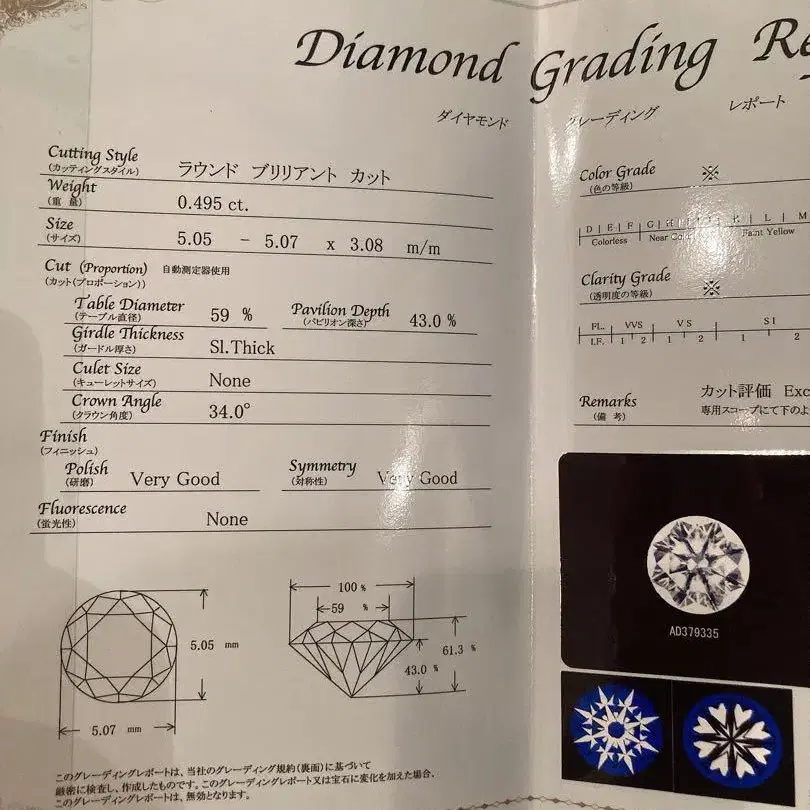 Diamond Grading
ダイヤモンド グレーディング レポート
Cutting Style
(カッティングスタイル)
ラウンド ブリリアント カット
Weight
(重 量)
0.495 ct.
Size
(サイズ)
5.05 - 5.07 x 3.08 m/m
Cut (Proportion) 自動測定器使用
(カット(プロポーション))
Table Diameter
(テーブル直径)
59 %
Pavilion Depth
(パビリオン深さ)
43.0 %
Girdle Thickness
(ガードル厚さ)
Sl.Thick
Culet Size
(キューレットサイズ)
None
Crown Angle
(クラウン角度)
34.0°
Finish
(フィニッシュ)
Polish
(研磨)
Very Good
Symmetry
(対称性)
Very Good
Fluorescence
(蛍光性)
None
5.05 mm
5.07 mm
100 %
59 %
61.3 %
43.0 %
このグレーディングレポートは、当社のグレーディング規約(裏面)に基づいて
厳密に検査し、作成したものです。このグレーディングレポート又は宝石に変化を加えた場合、
このグレーディングレポートは、無効となります。
Color Grade
(色の等級)
※
D E F G H L M
Colorless Near Faint Yellow
Clarity Grade
(透明度の等級)
※
FL. VVS VS SI
I.F. 1 2 1 2 1 2
Remarks
(備 考)
カット評価 Exc
専用スコープにて下のよ
AD379335